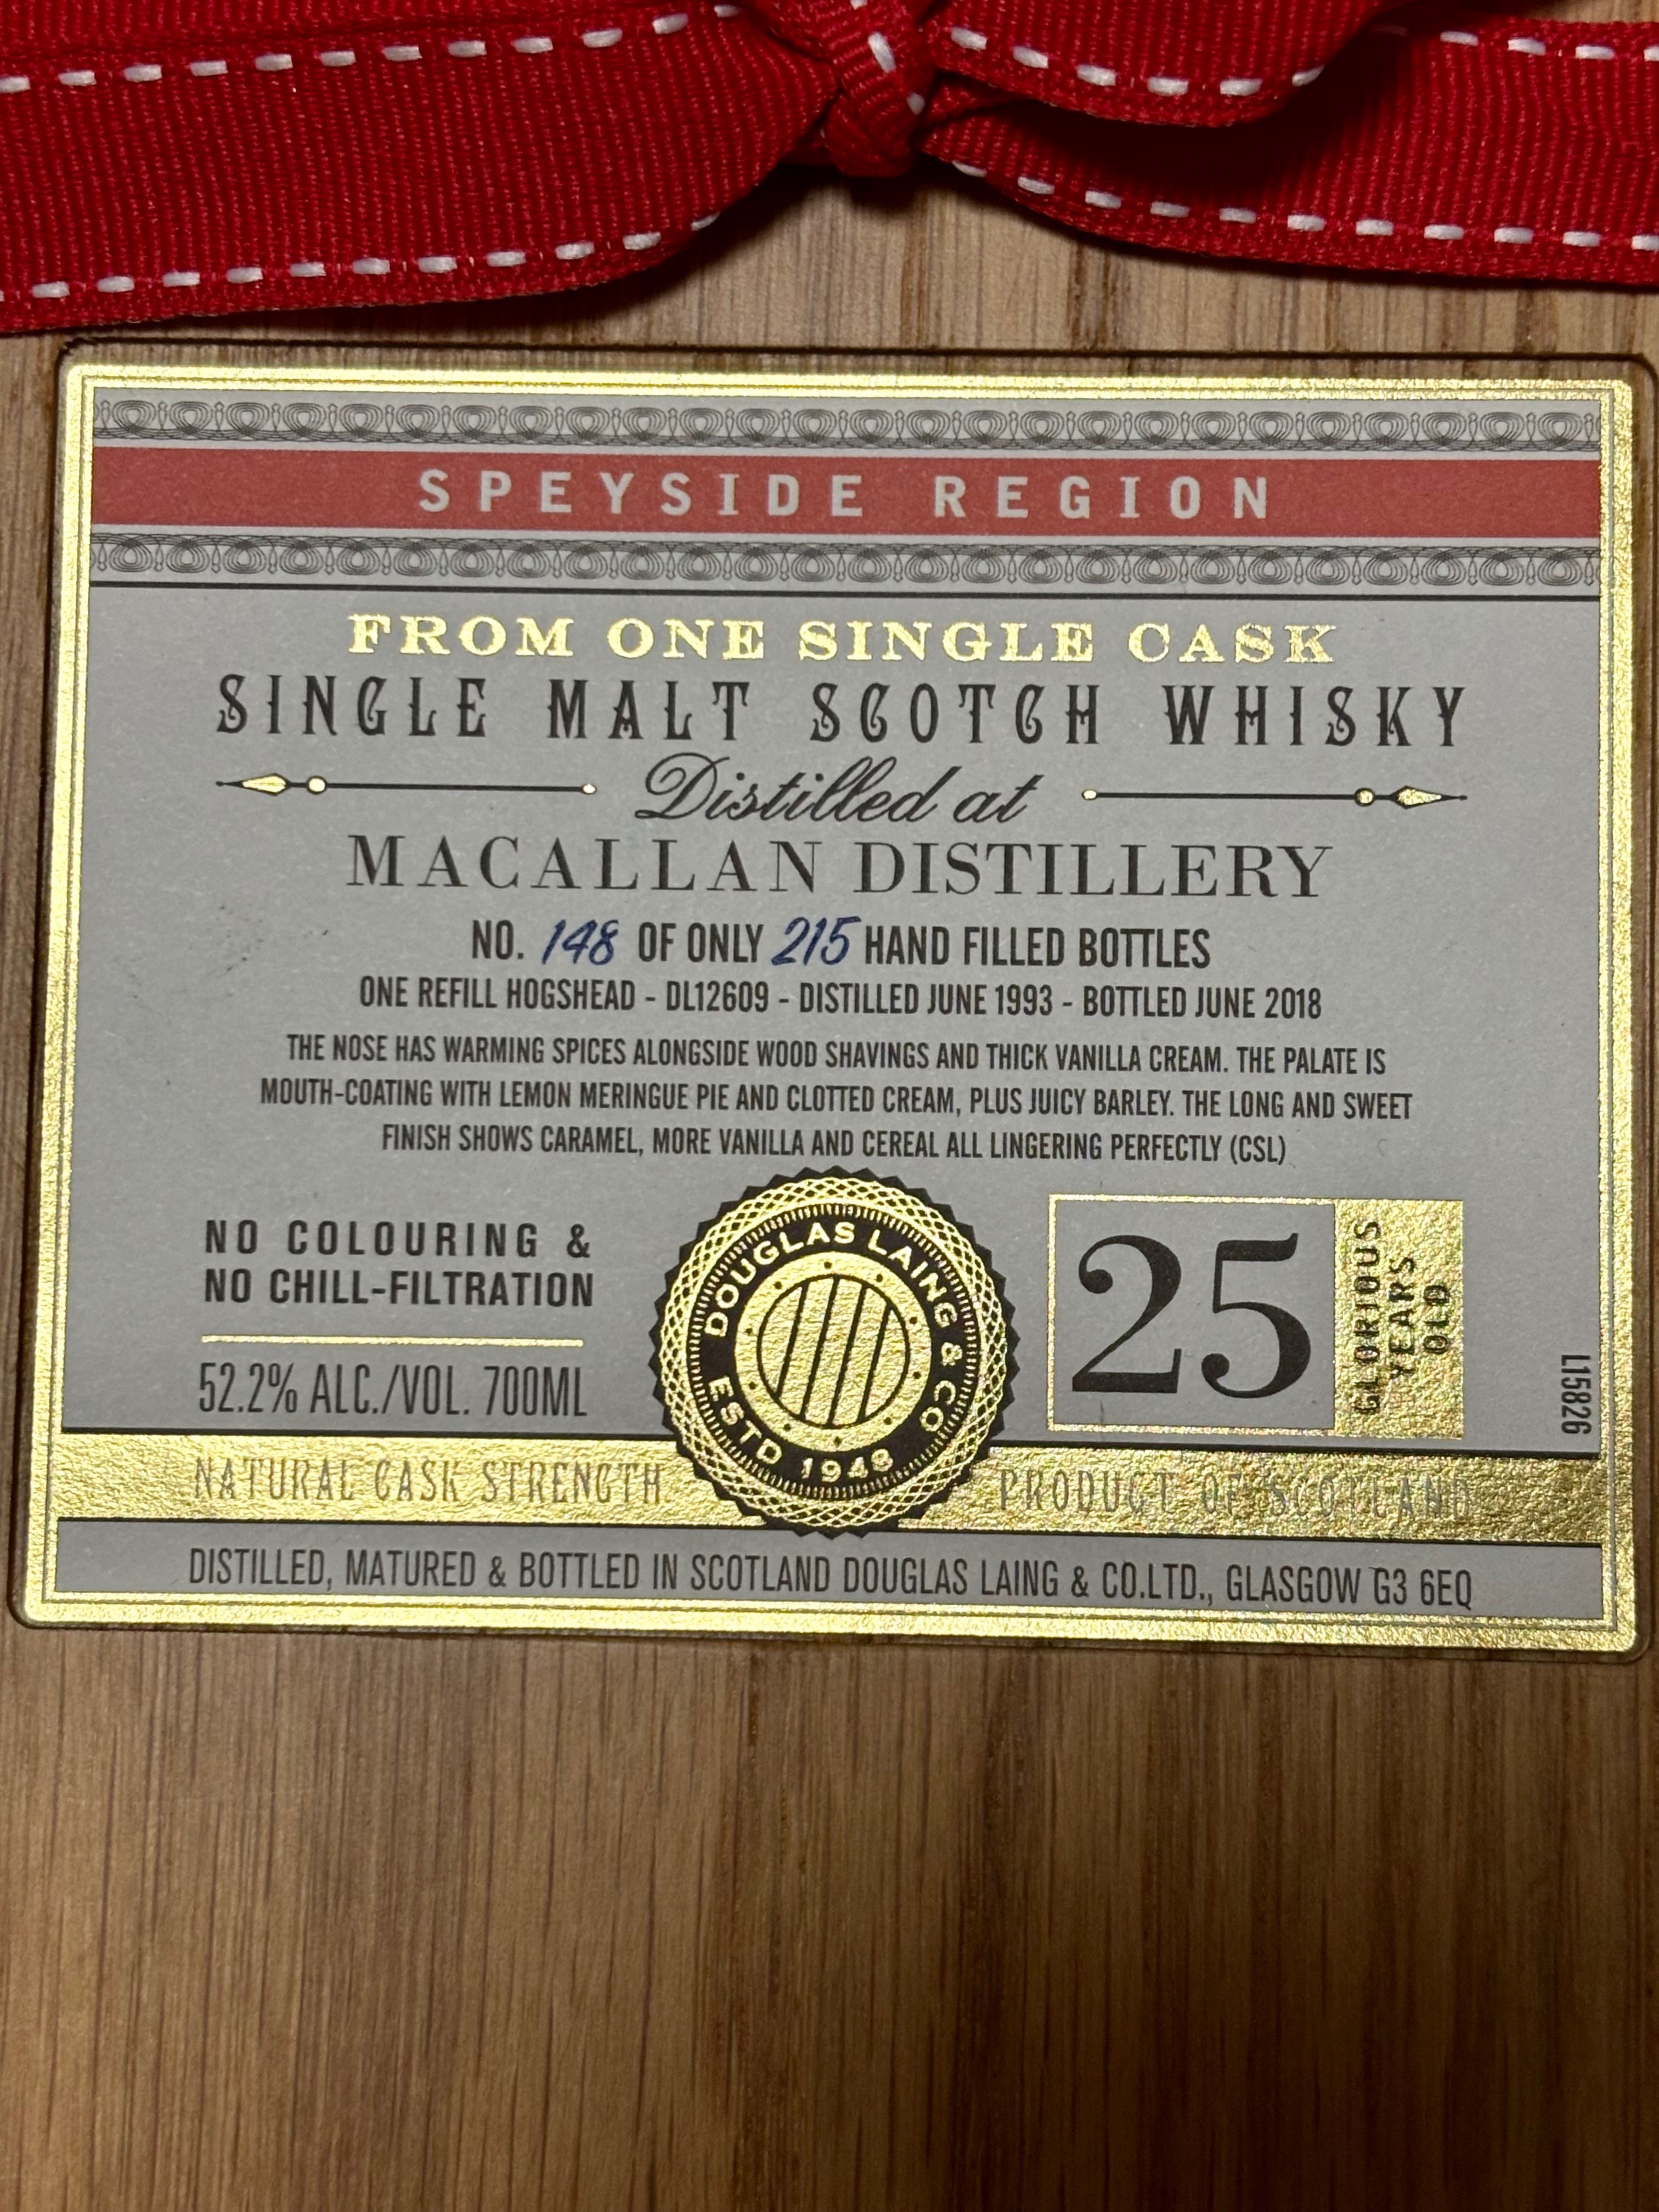 SPEYSIDE REGION
FROM ONE SINGLE CASK
SINGLE MALT SCOTCH WHISKY
Distilled at
MACALLAN DISTILLERY
NO. 148 OF ONLY 215 HAND FILLED BOTTLES
ONE REFILL HOGSHEAD - DL12609 - DISTILLED JUNE 1993 - BOTTLED JUNE 2018
THE NOSE HAS WARMING SPICES ALONGSIDE WOOD SHAVINGS AND THICK VANILLA CREAM. THE PALATE IS
MOUTH-COATING WITH LEMON MERINGUE PIE AND CLOTTED CREAM, PLUS JUICY BARLEY. THE LONG AND SWEET
FINISH SHOWS CARAMEL, MORE VANILLA AND CEREAL ALL LINGERING PERFECTLY (CSL)
NO COLOURING &
NO CHILL-FILTRATION
52.2% ALC./VOL. 700ML
DOUGLAS LAING & CO
ESTD 1948
25
GLORIOUS
YEARS
OLD
L15826
NATURAL CASK STRENGTH
PRODUCT OF SCOTLAND
DISTILLED, MATURED & BOTTLED IN SCOTLAND DOUGLAS LAING & CO.LTD., GLASGOW G3 6EQ